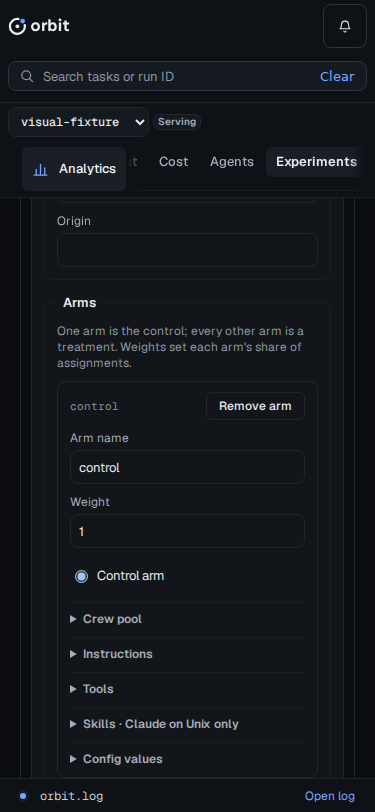 orbit
Search tasks or run ID
Clear
visual-fixture
Serving
Analytics
Cost
Agents
Experiments
Origin
Arms
One arm is the control; every other arm is a
treatment. Weights set each arm's share of
assignments.
control
Remove arm
Arm name
control
Weight
1
Control arm
Crew pool
Instructions
Tools
Skills · Claude on Unix only
Config values
orbit.log
Open log